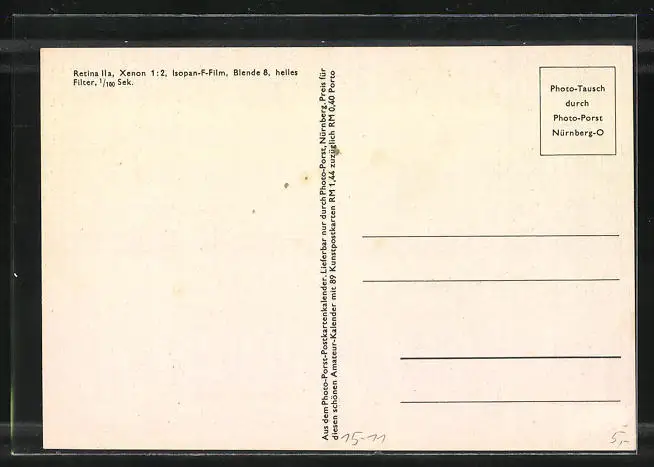 Retina IIa, Xenon 1:2, Isopan-F-Film, Blende 8, helles
Filter, 1/100 Sek.
Aus dem Photo-Porst-Postkartenkalender. Lieferbar nur durch Photo-Porst, Nürnberg. Preis für
diesen schönen Amateur-Kalender mit 89 Kunstpostkarten RM 1,44 zuzüglich RM 0,40 Porto
Photo-Tausch
durch
Photo-Porst
Nürnberg-O
15-11
5,-